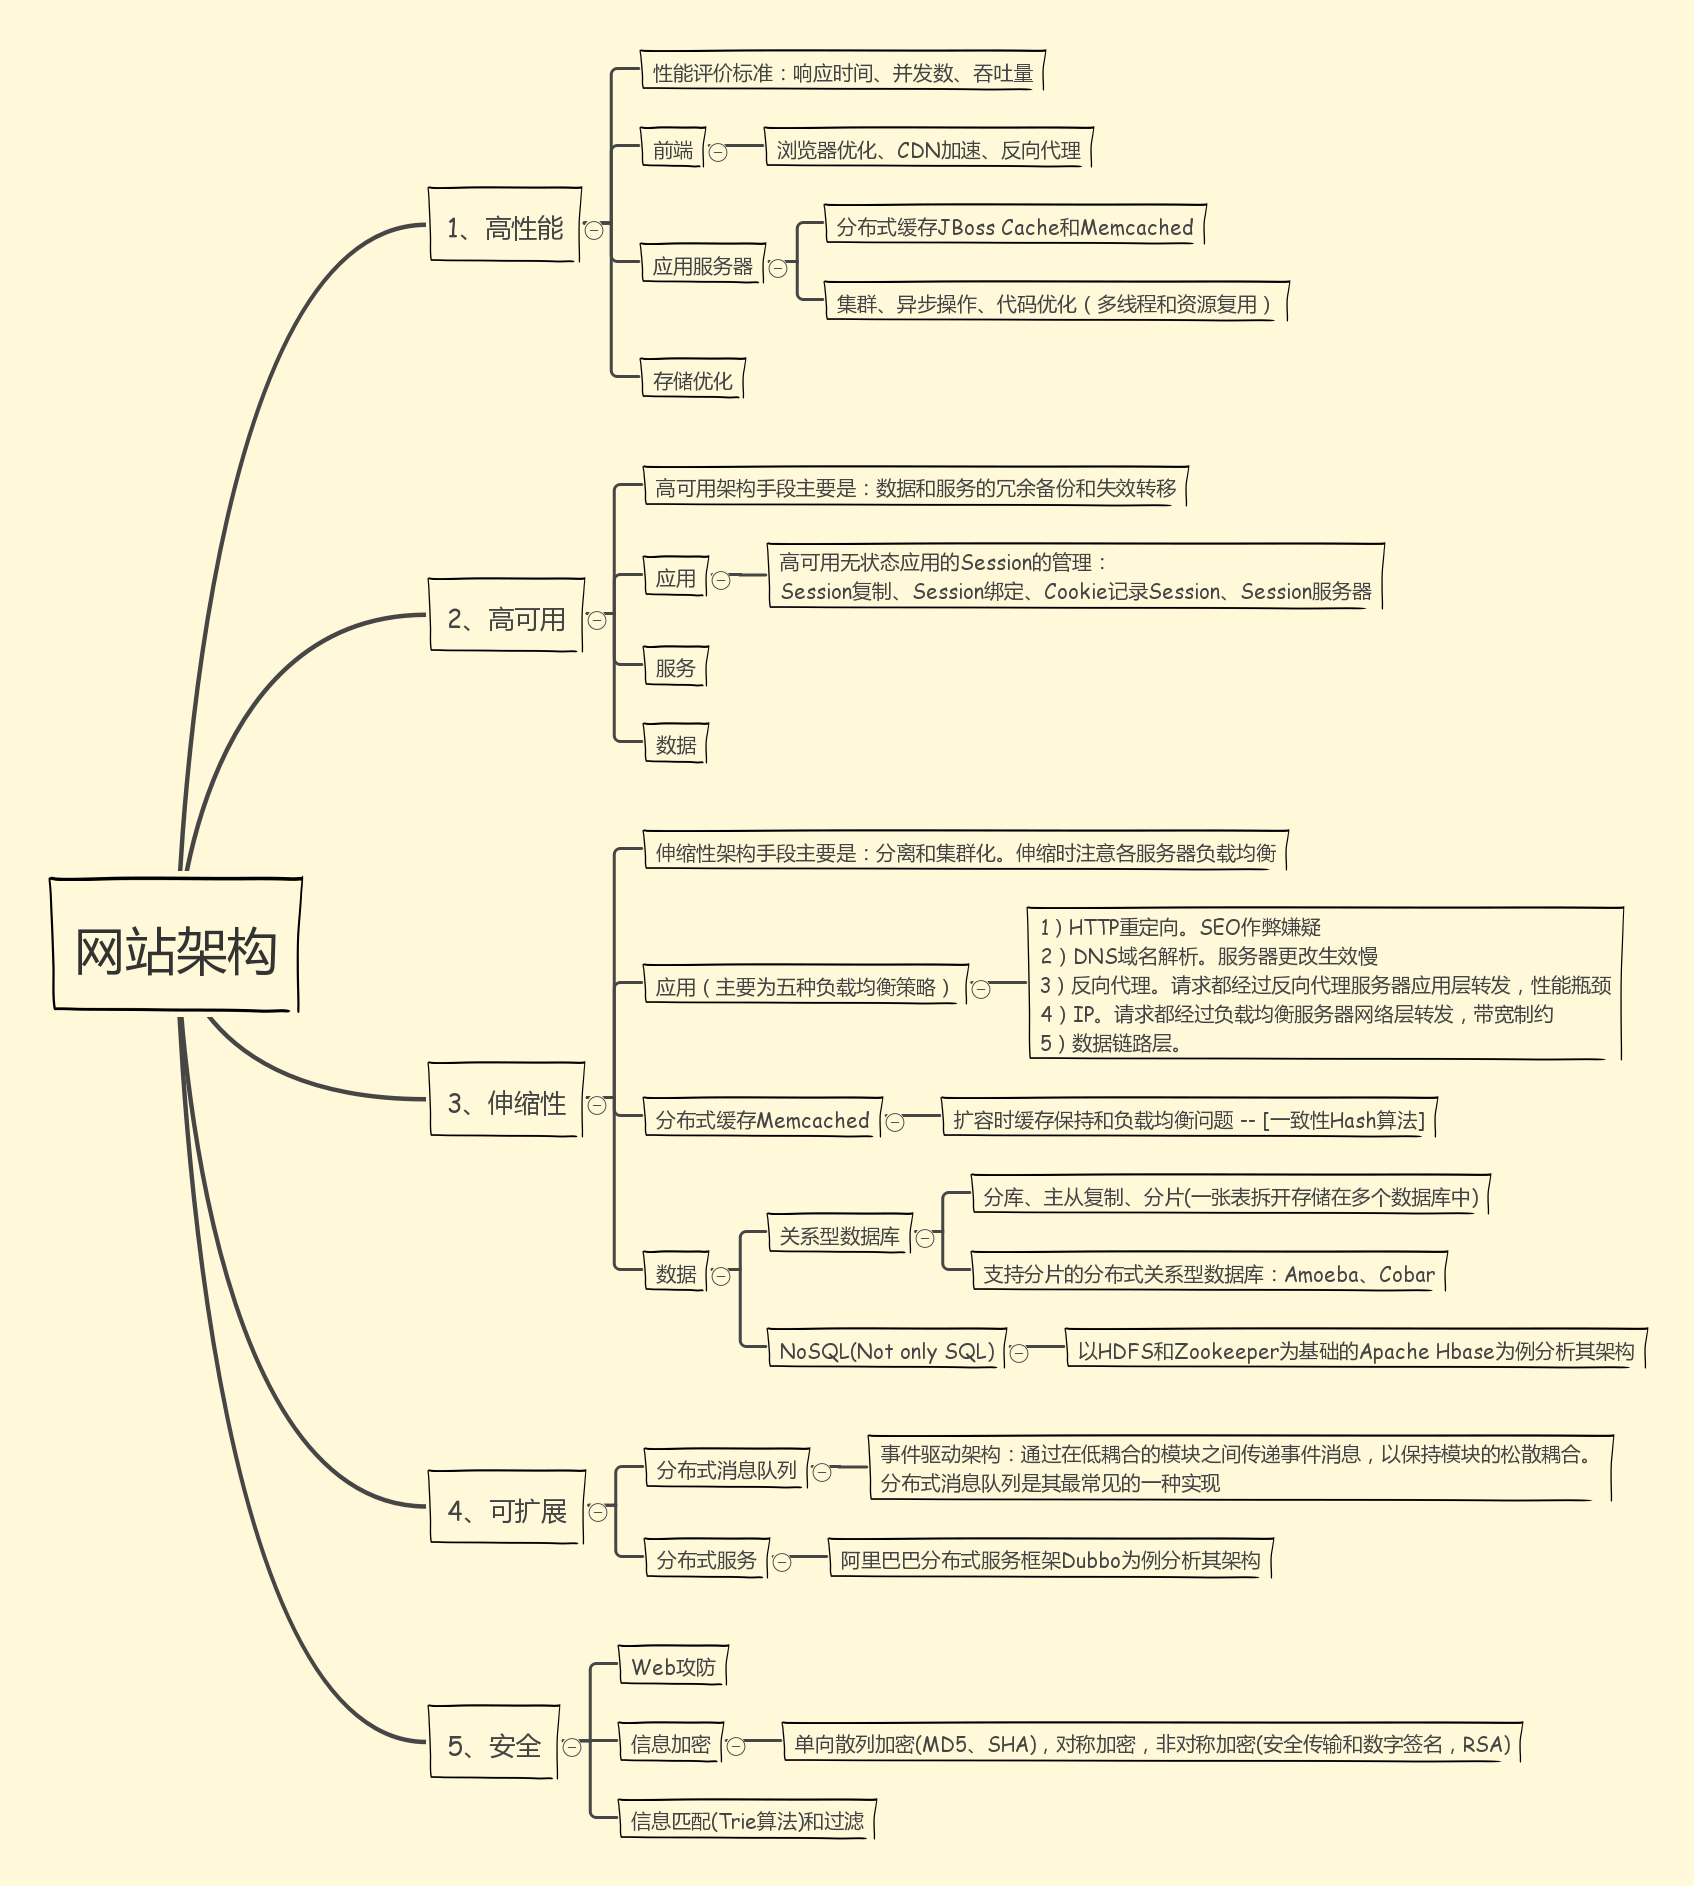 网站架构
1、高性能
性能评价标准：响应时间、并发数、吞吐量
前端
浏览器优化、CDN加速、反向代理
应用服务器
分布式缓存JBoss Cache和Memcached
集群、异步操作、代码优化（多线程和资源复用）
存储优化
2、高可用
高可用架构手段主要是：数据和服务的冗余备份和失效转移
应用
高可用无状态应用的Session的管理：
Session复制、Session绑定、Cookie记录Session、Session服务器
服务
数据
3、伸缩性
伸缩性架构手段主要是：分离和集群化。伸缩时注意各服务器负载均衡
应用（主要为五种负载均衡策略）
1）HTTP重定向。SEO作弊嫌疑
2）DNS域名解析。服务器更改生效慢
3）反向代理。请求都经过反向代理服务器应用层转发，性能瓶颈
4）IP。请求都经过负载均衡服务器网络层转发，带宽制约
5）数据链路层。
分布式缓存Memcached
扩容时缓存保持和负载均衡问题 -- [一致性Hash算法]
数据
关系型数据库
分库、主从复制、分片(一张表拆开存储在多个数据库中)
支持分片的分布式关系型数据库：Amoeba、Cobar
NoSQL(Not only SQL)
以HDFS和Zookeeper为基础的Apache Hbase为例分析其架构
4、可扩展
分布式消息队列
事件驱动架构：通过在低耦合的模块之间传递事件消息，以保持模块的松散耦合。
分布式消息队列是其最常见的一种实现
分布式服务
阿里巴巴分布式服务框架Dubbo为例分析其架构
5、安全
Web攻防
信息加密
单向散列加密(MD5、SHA)，对称加密，非对称加密(安全传输和数字签名，RSA)
信息匹配(Trie算法)和过滤